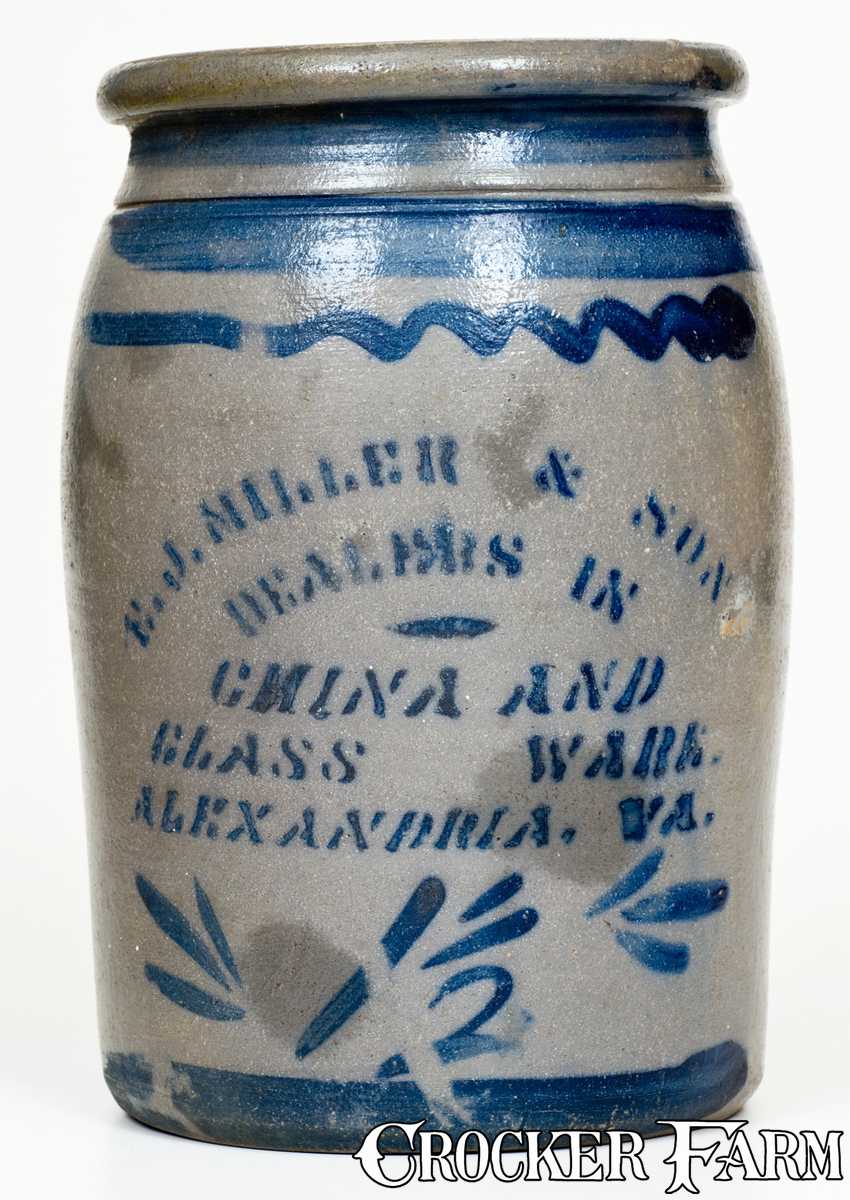 E.J. MILLER & SON
DEALERS IN
CHINA AND
GLASS WARE.
ALEXANDRIA, VA.
2
CROCKER FARM